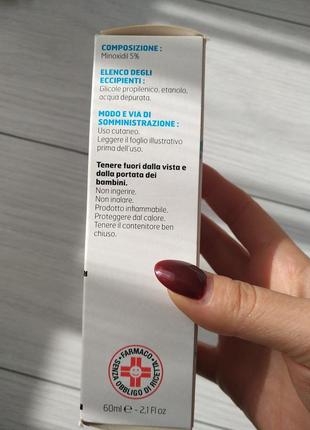 COMPOSIZIONE :
Minoxidil 5%
ELENCO DEGLI
ECCIPIENTI :
Glicole propilenico, etanolo,
acqua depurata.
MODO E VIA DI
SOMMINISTRAZIONE :
Uso cutaneo.
Leggere il foglio illustrativo
prima dell'uso.
Tenere fuori dalla vista e
dalla portata dei
bambini.
Non ingerire.
Non inalare.
Prodotto infiammabile.
Proteggere dal calore.
Tenere il contenitore ben
chiuso.
FARMACO
SENZA OBBLIGO DI RICETTA
60ml e - 2,1 Fl oz